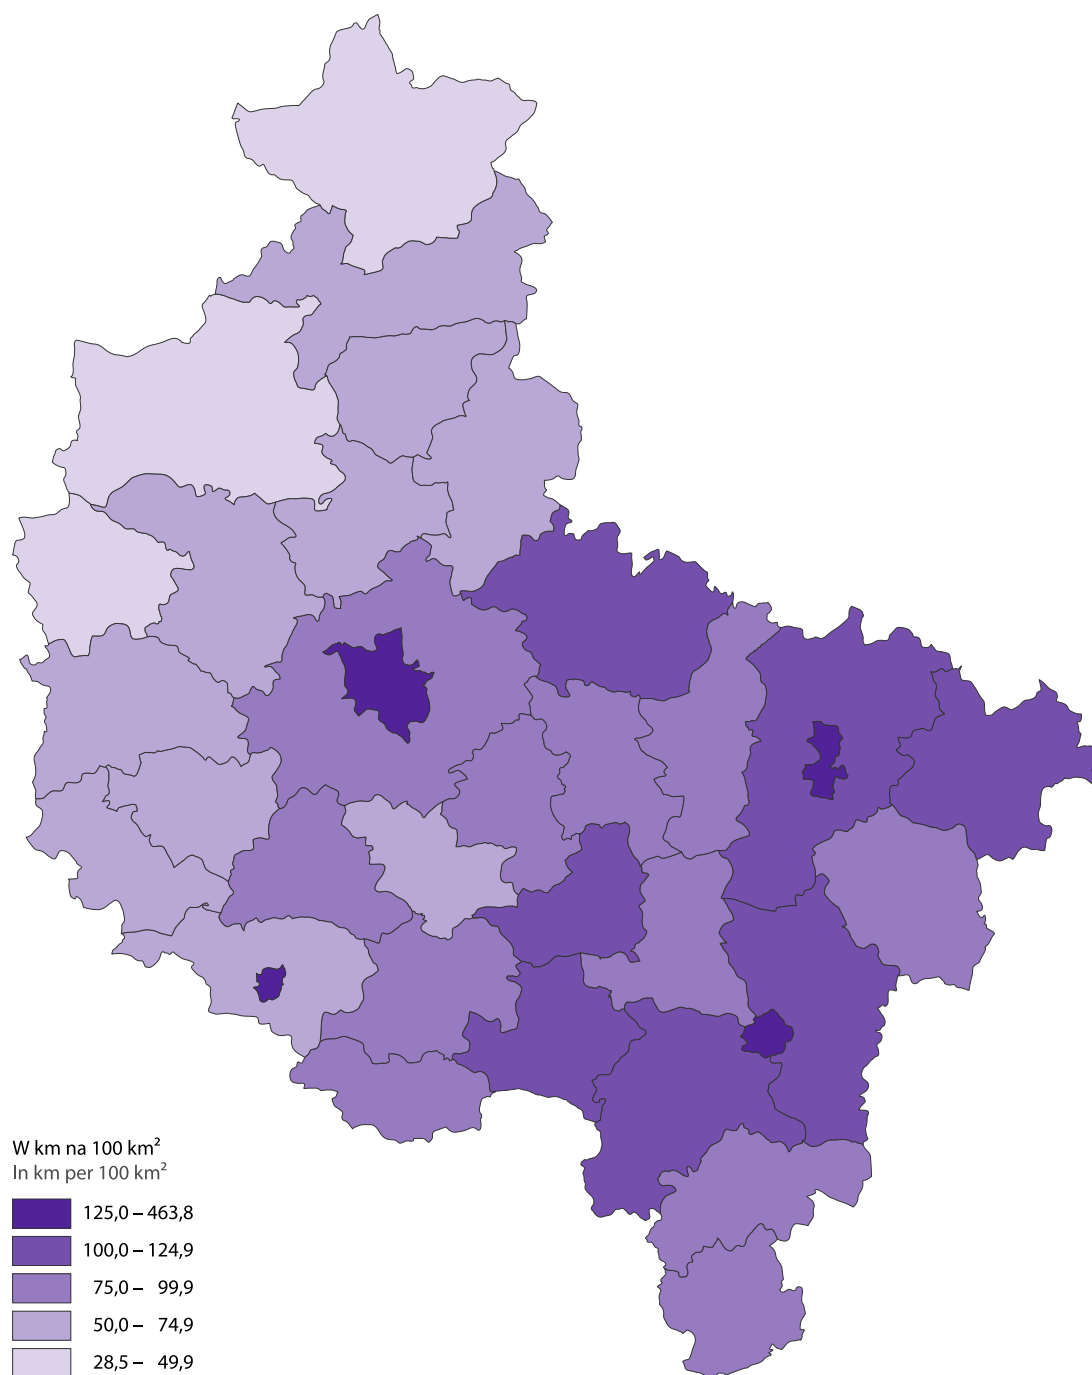 W km na 100 km²
In km per 100 km²
125,0 – 463,8
100,0 – 124,9
75,0 – 99,9
50,0 – 74,9
28,5 – 49,9